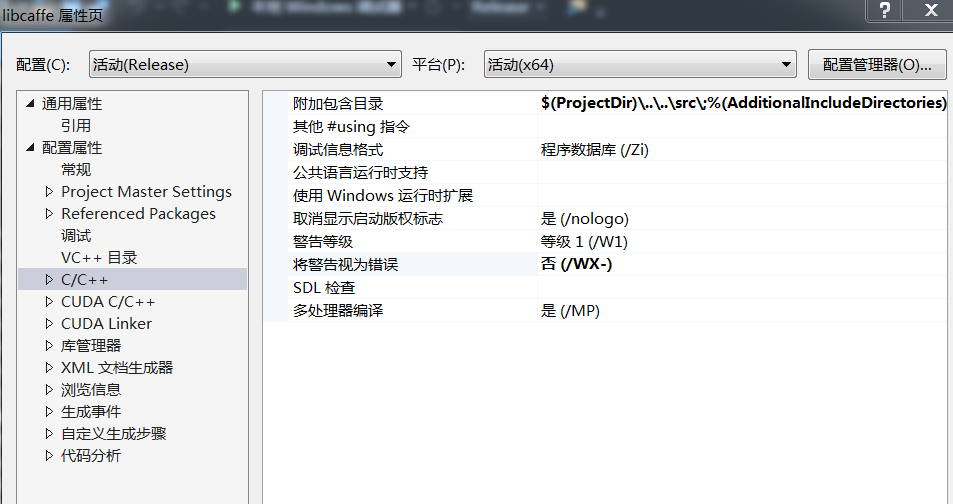 本地 Windows 调试器 Release
libcaffe 属性页
配置(C): 活动(Release) 平台(P): 活动(x64) 配置管理器(O)...
通用属性
引用
配置属性
常规
Project Master Settings
Referenced Packages
调试
VC++ 目录
C/C++
CUDA C/C++
CUDA Linker
库管理器
XML 文档生成器
浏览信息
生成事件
自定义生成步骤
代码分析
附加包含目录 $(ProjectDir)\..\..\src\;%(AdditionalIncludeDirectories)
其他 #using 指令
调试信息格式 程序数据库 (/Zi)
公共语言运行时支持
使用 Windows 运行时扩展
取消显示启动版权标志 是 (/nologo)
警告等级 等级 1 (/W1)
将警告视为错误 否 (/WX-)
SDL 检查
多处理器编译 是 (/MP)